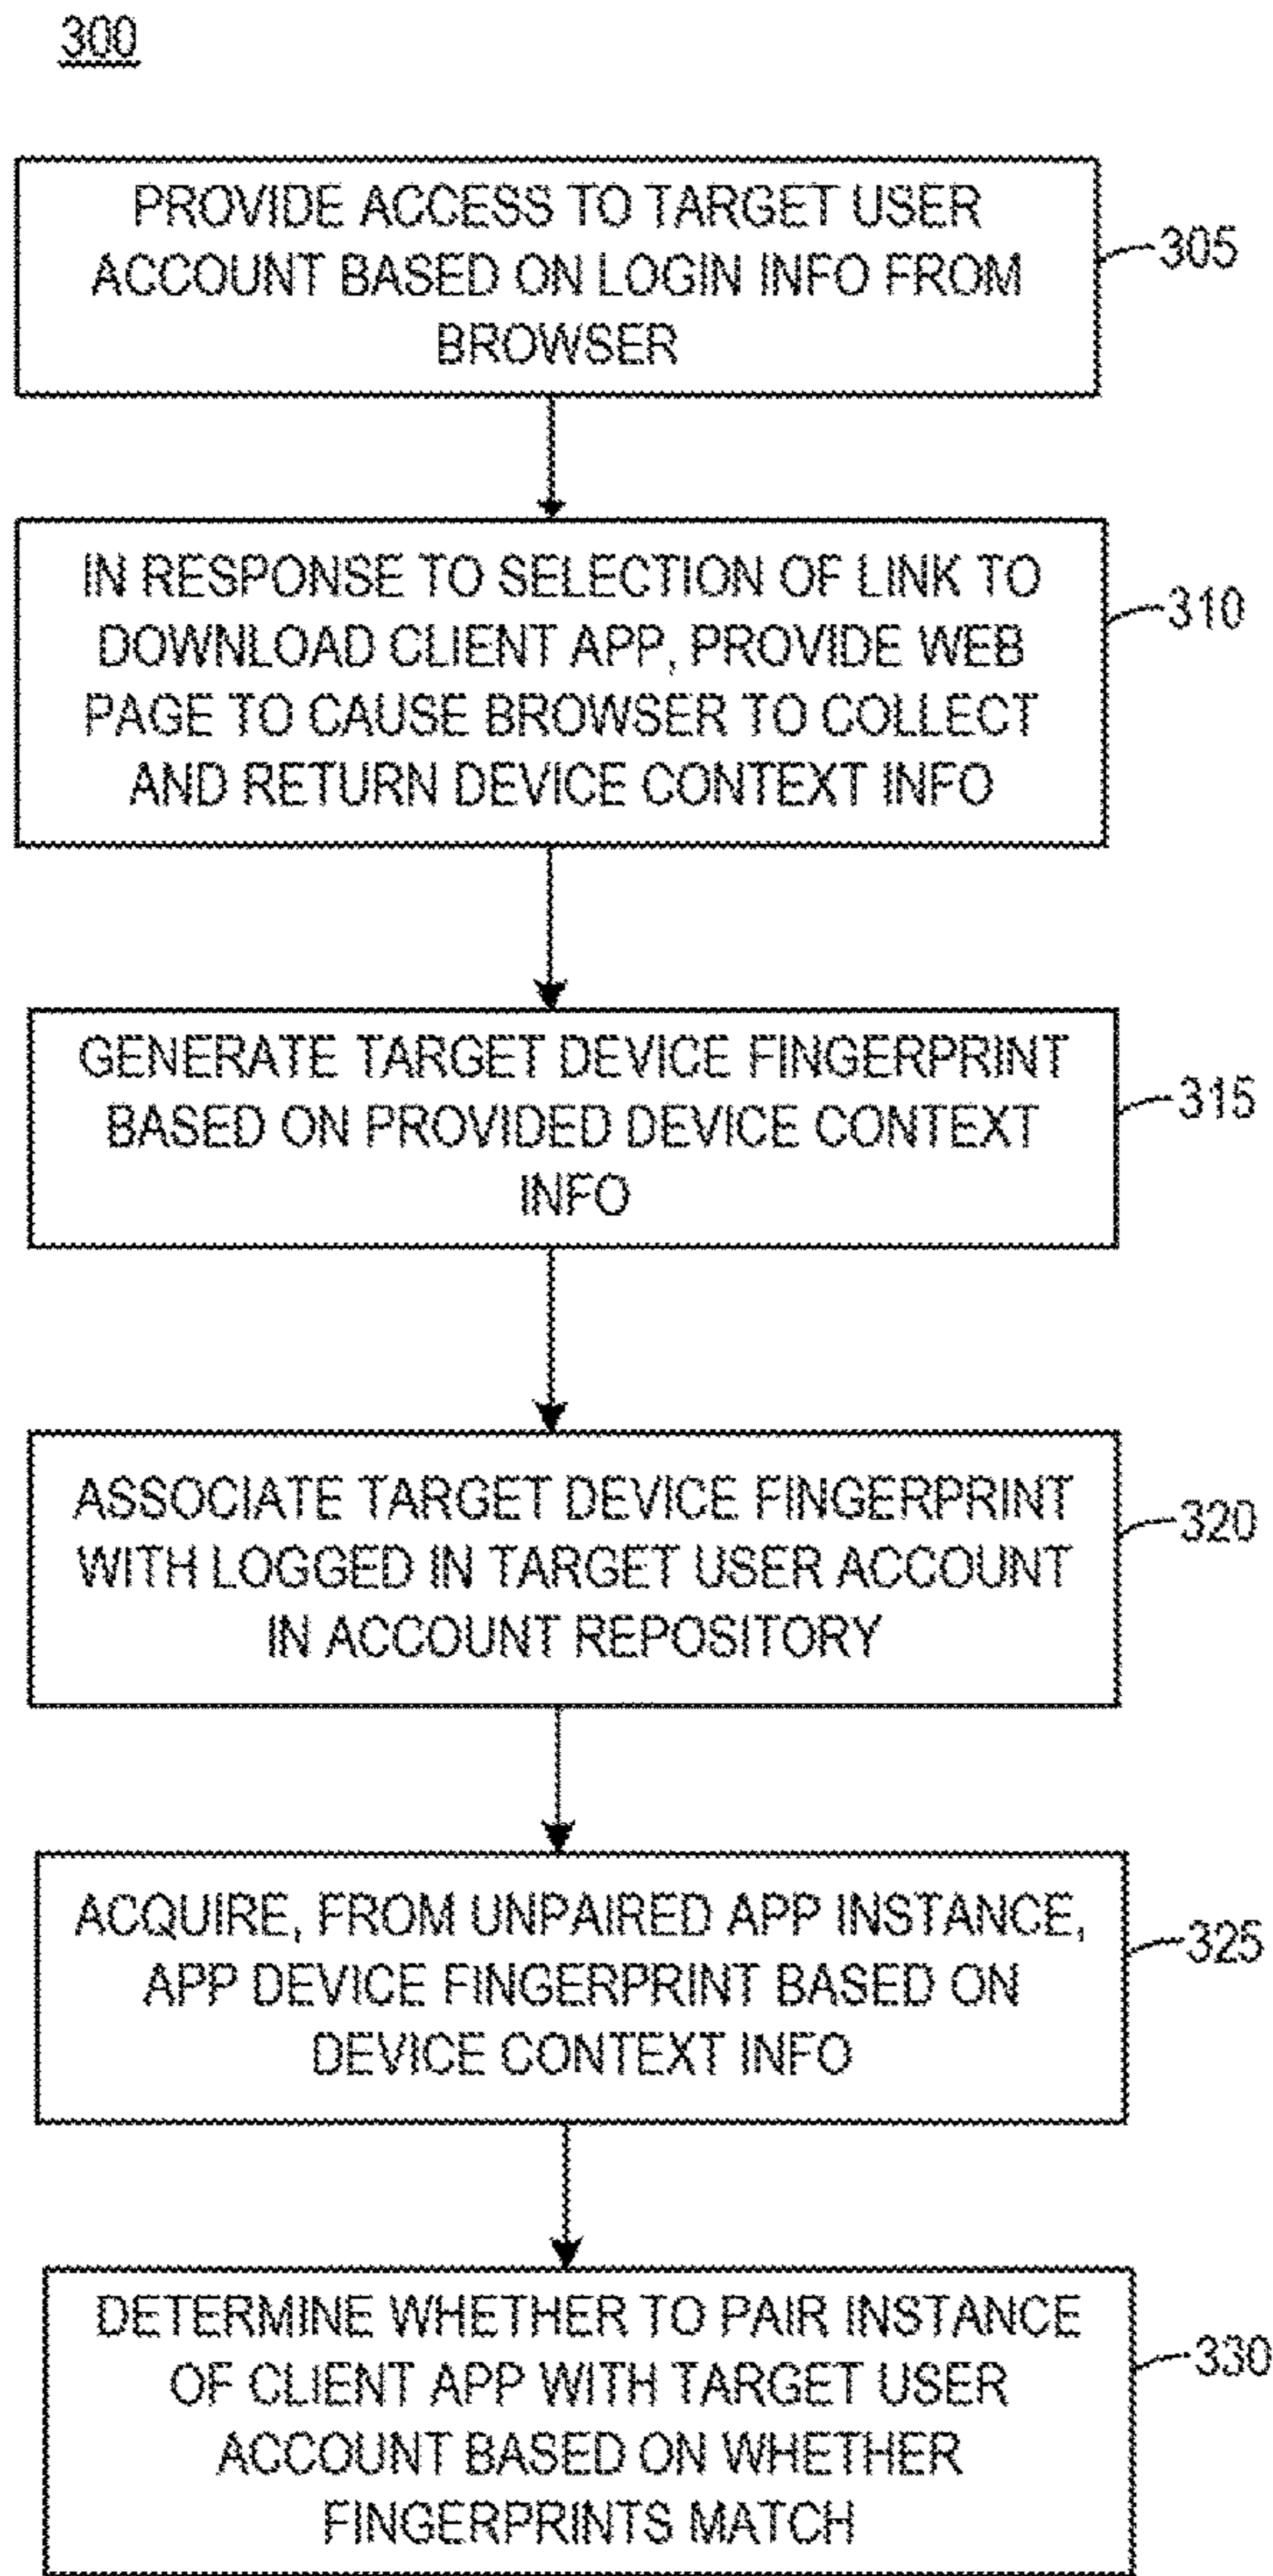 300
PROVIDE ACCESS TO TARGET USER
ACCOUNT BASED ON LOGIN INFO FROM
BROWSER
305
IN RESPONSE TO SELECTION OF LINK TO
DOWNLOAD CLIENT APP, PROVIDE WEB
PAGE TO CAUSE BROWSER TO COLLECT
AND RETURN DEVICE CONTEXT INFO
310
GENERATE TARGET DEVICE FINGERPRINT
BASED ON PROVIDED DEVICE CONTEXT
INFO
315
ASSOCIATE TARGET DEVICE FINGERPRINT
WITH LOGGED IN TARGET USER ACCOUNT
IN ACCOUNT REPOSITORY
320
ACQUIRE, FROM UNPAIRED APP INSTANCE,
APP DEVICE FINGERPRINT BASED ON
DEVICE CONTEXT INFO
325
DETERMINE WHETHER TO PAIR INSTANCE
OF CLIENT APP WITH TARGET USER
ACCOUNT BASED ON WHETHER
FINGERPRINTS MATCH
330